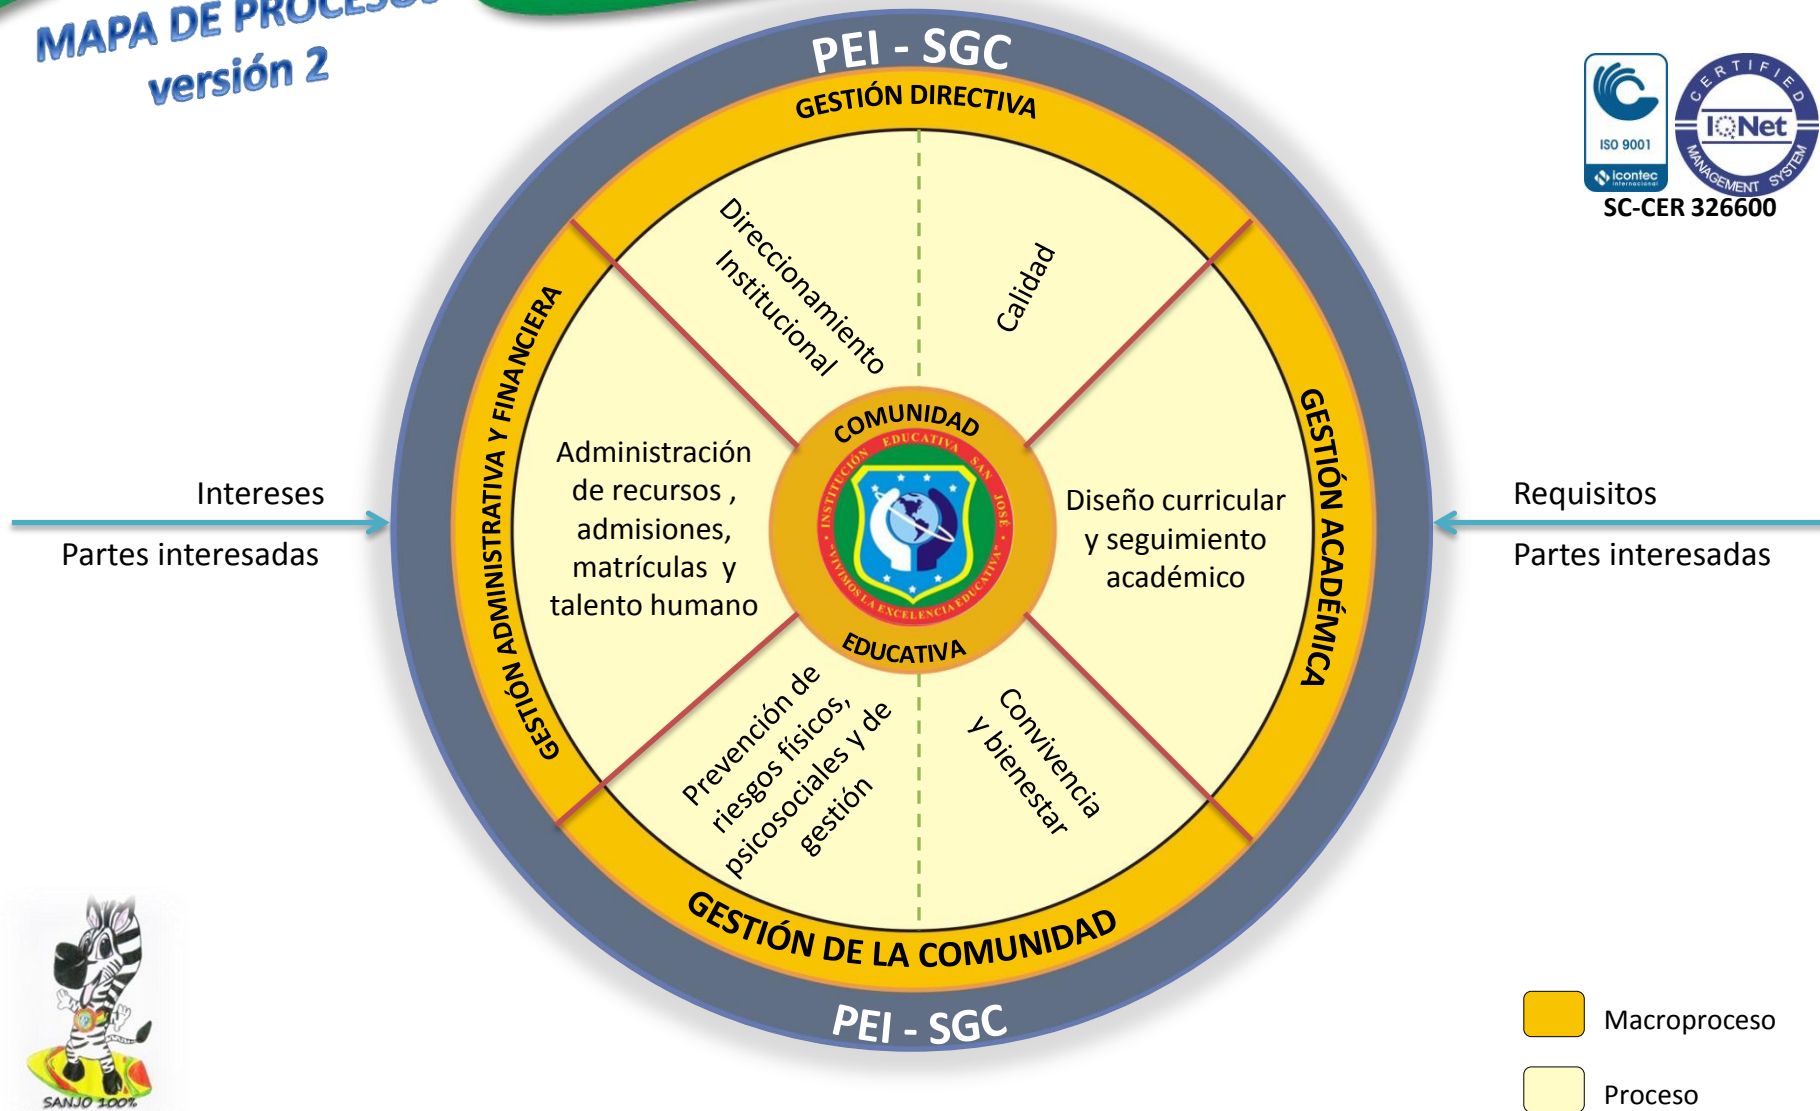 MAPA DE PROCESOS
versión 2
PEI - SGC
GESTIÓN DIRECTIVA
CERTIFIED
IQNet
MANAGEMENT SYSTEM
ISO 9001
icontec
internacional
SC-CER 326600
Direccionamiento
Institucional
Calidad
GESTIÓN ADMINISTRATIVA Y FINANCIERA
Administración
de recursos ,
admisiones,
matrículas y
talento humano
COMUNIDAD
INSTITUCIÓN EDUCATIVA SAN JOSÉ
"VIVIMOS LA EXCELENCIA EDUCATIVA"
EDUCATIVA
Diseño curricular
y seguimiento
académico
GESTIÓN ACADÉMICA
Intereses
Partes interesadas
Requisitos
Partes interesadas
Prevención de
riesgos físicos,
psicosociales y de
gestión
Convivencia
y bienestar
GESTIÓN DE LA COMUNIDAD
PEI - SGC
SANJO 100%
Macroproceso
Proceso